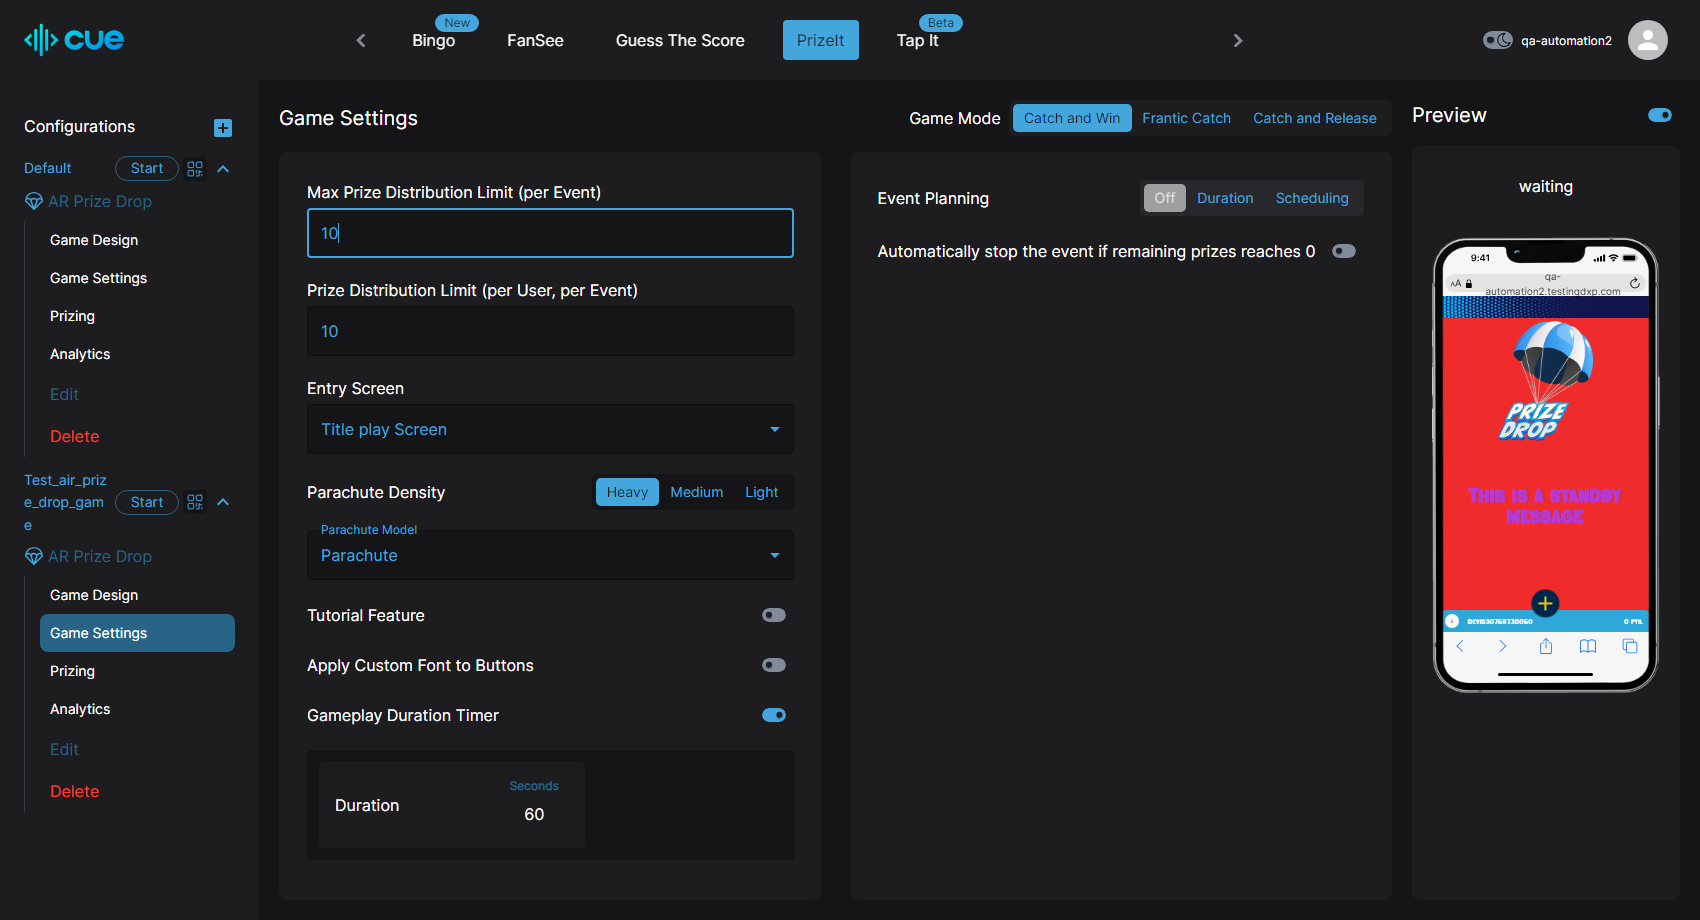 cue
Bingo
New
FanSee
Guess The Score
PrizeIt
Tap It
Beta
qa-automation2
Configurations
Default
Start
AR Prize Drop
Game Design
Game Settings
Prizing
Analytics
Edit
Delete
Test_air_priz
e_drop_gam
e
Start
AR Prize Drop
Game Design
Game Settings
Prizing
Analytics
Edit
Delete
Game Settings
Game Mode
Catch and Win
Frantic Catch
Catch and Release
Max Prize Distribution Limit (per Event)
10
Prize Distribution Limit (per User, per Event)
10
Entry Screen
Title play Screen
Parachute Density
Heavy
Medium
Light
Parachute Model
Parachute
Tutorial Feature
Apply Custom Font to Buttons
Gameplay Duration Timer
Duration
Seconds
60
Event Planning
Off
Duration
Scheduling
Automatically stop the event if remaining prizes reaches 0
Preview
waiting
9:41
AA
qa-
automation2.testingdxp.com
PRIZE
DROP
THIS IS A STANDBY
MESSAGE
0 PTS.